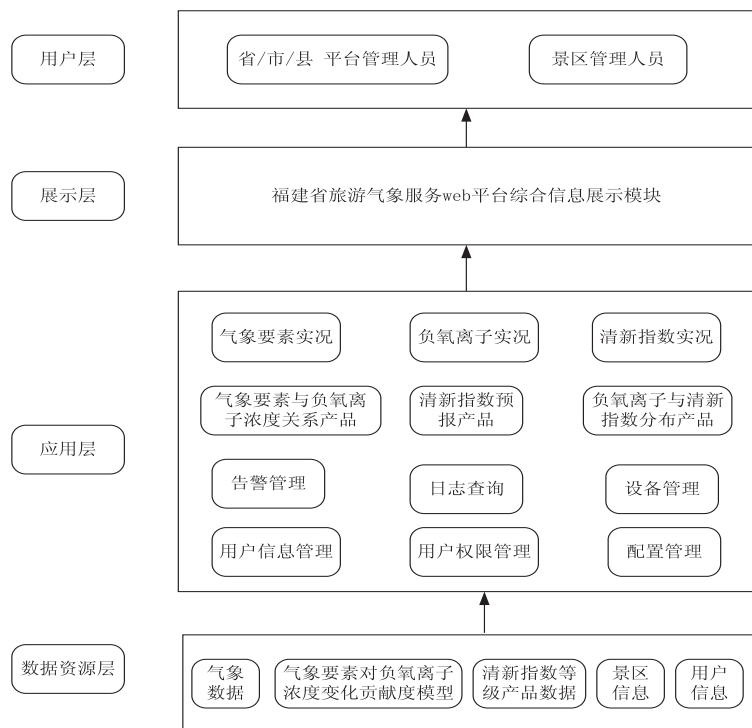 用户层
省/市/县 平台管理人员
景区管理人员
展示层
福建省旅游气象服务web平台综合信息展示模块
应用层
气象要素实况
负氧离子实况
清新指数实况
气象要素与负氧离
子浓度关系产品
清新指数预
报产品
负氧离子与清新
指数分布产品
告警管理
日志查询
设备管理
用户信息管理
用户权限管理
配置管理
数据资源层
气象
数据
气象要素对负氧离子
浓度变化贡献度模型
清新指数等
级产品数据
景区
信息
用户
信息